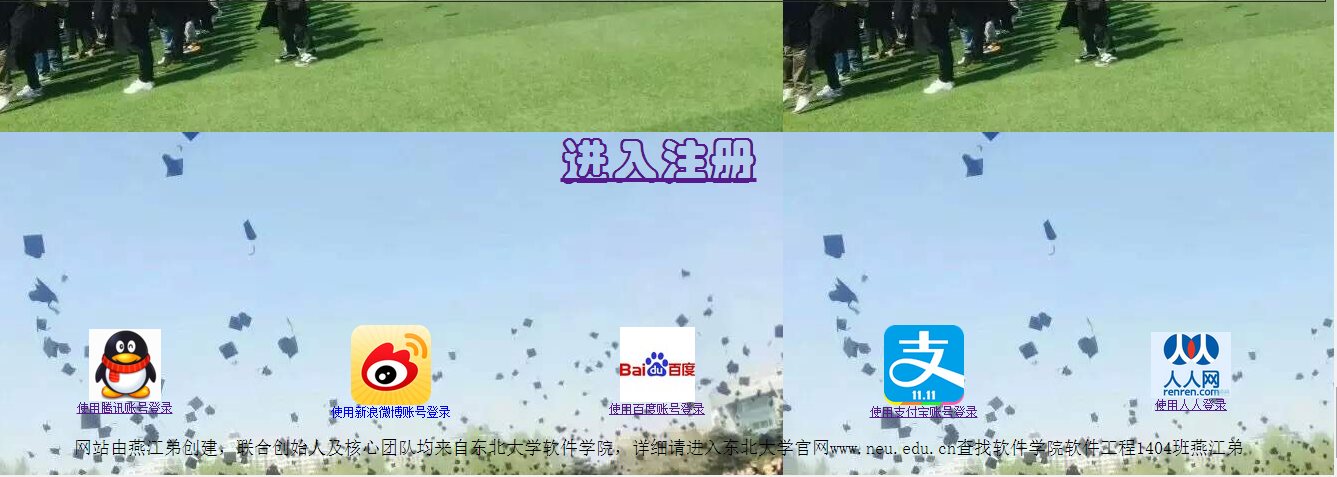 进入注册
Bai du 百度
支
11.11
人人网
renren.com
使用腾讯账号登录
使用新浪微博账号登录
使用百度账号登录
使用支付宝账号登录
使用人人登录
网站由燕江弟创建，联合创始人及核心团队均来自东北大学软件学院，详细请进入东北大学官网www.neu.edu.cn查找软件学院软件工程1404班燕江弟